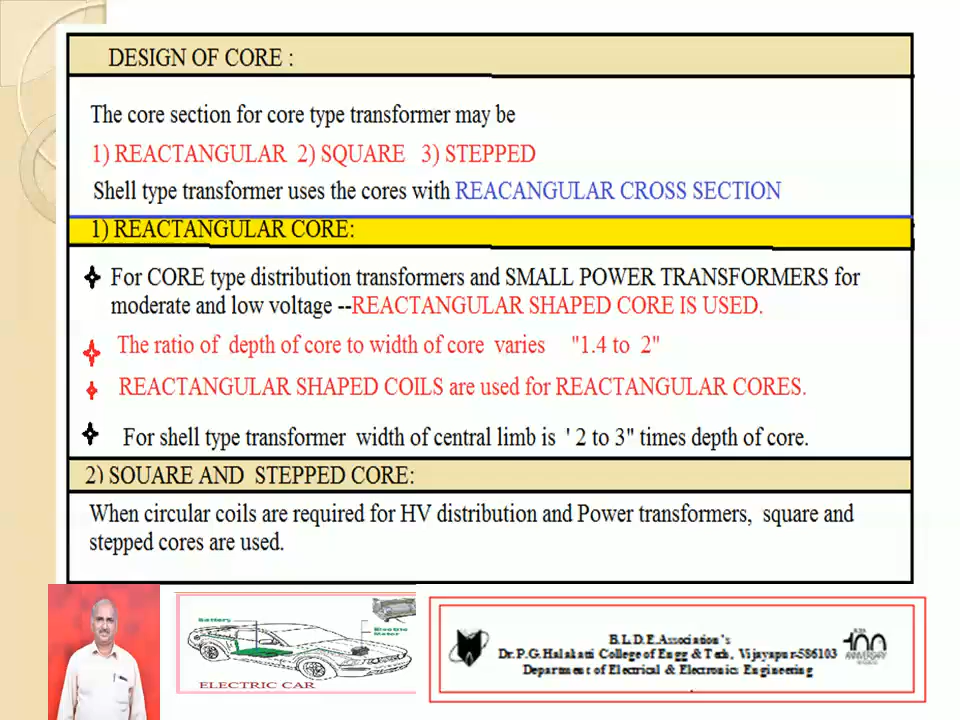 DESIGN OF CORE :
The core section for core type transformer may be
1) REACTANGULAR 2) SQUARE 3) STEPPED
Shell type transformer uses the cores with REACANGULAR CROSS SECTION
1) REACTANGULAR CORE:
For CORE type distribution transformers and SMALL POWER TRANSFORMERS for
moderate and low voltage --REACTANGULAR SHAPED CORE IS USED.
The ratio of depth of core to width of core varies "1.4 to 2"
REACTANGULAR SHAPED COILS are used for REACTANGULAR CORES.
For shell type transformer width of central limb is ' 2 to 3" times depth of core.
2) SQUARE AND STEPPED CORE:
When circular coils are required for HV distribution and Power transformers, square and
stepped cores are used.
Battery
Electric
Motor
ELECTRIC CAR
B.L.D.E.Association's
Dr.P.G.Halakatti College of Engg & Tech, Vijayapur-586103
Department of Electrical & Electronics Engineering
100
ANNIVERSARY